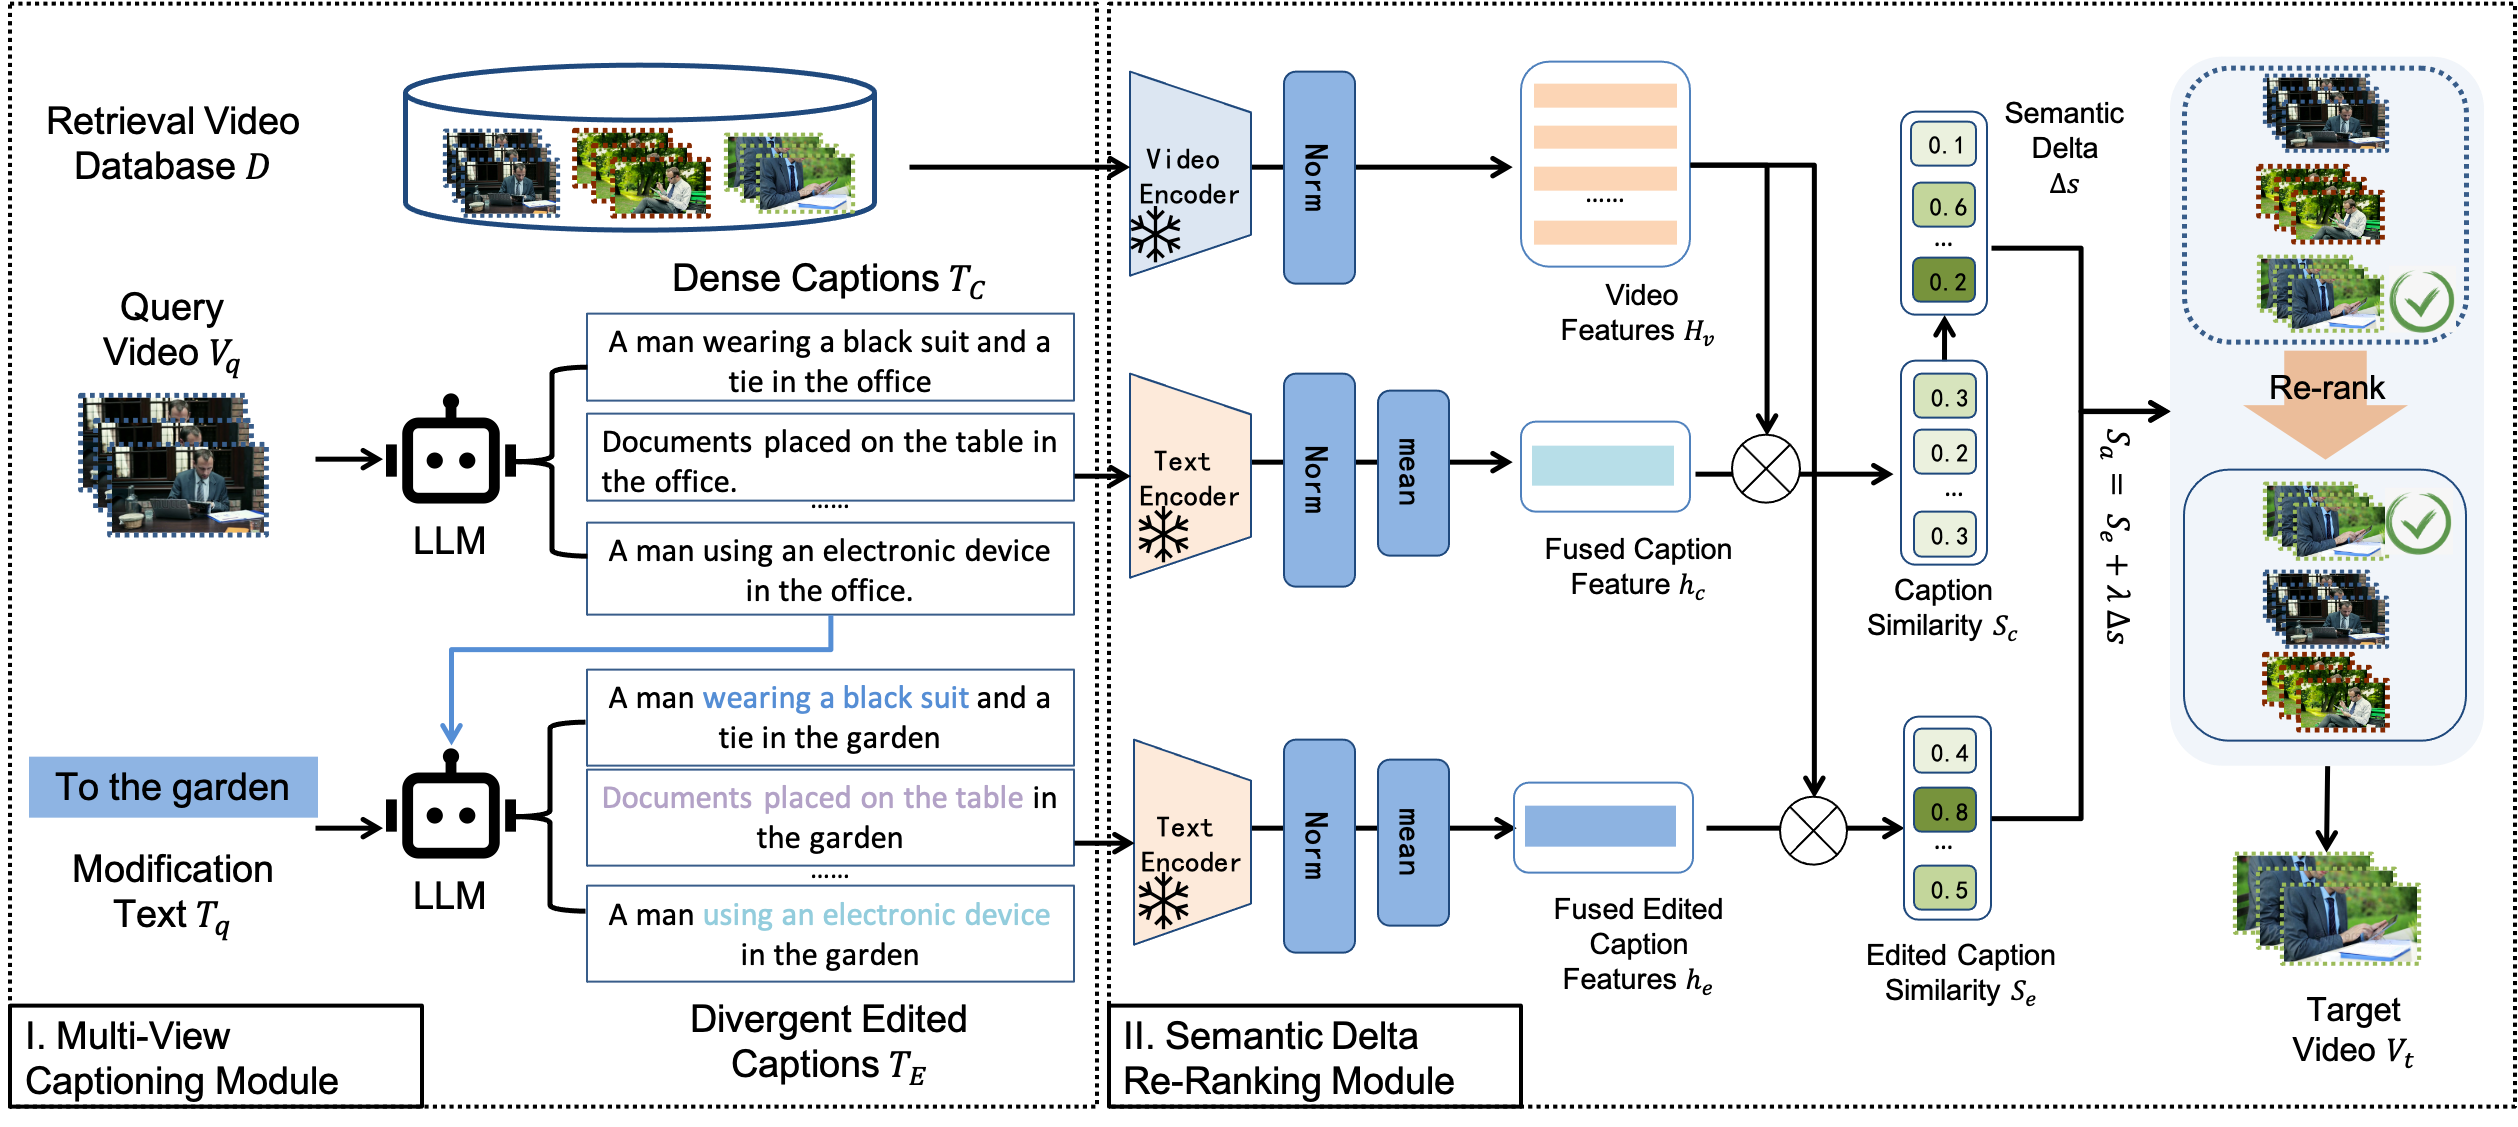 Retrieval Video
Database D
Query
Video V_q
LLM
Dense Captions T_C
A man wearing a black suit and a
tie in the office
Documents placed on the table in
the office.
......
A man using an electronic device
in the office.
To the garden
Modification
Text T_q
LLM
A man wearing a black suit and a
tie in the garden
Documents placed on the table in
the garden
......
A man using an electronic device
in the garden
Divergent Edited
Captions T_E
I. Multi-View
Captioning Module
Video
Encoder
Norm
......
Video
Features H_v
Text
Encoder
Norm
mean
Fused Caption
Feature h_c
Text
Encoder
Norm
mean
Fused Edited
Caption
Features h_e
0.1
0.6
...
0.2
Semantic
Delta
Δs
0.3
0.2
...
0.3
Caption
Similarity S_c
0.4
0.8
...
0.5
Edited Caption
Similarity S_e
S_a = S_e + λ Δs
Re-rank
Target
Video V_t
II. Semantic Delta
Re-Ranking Module